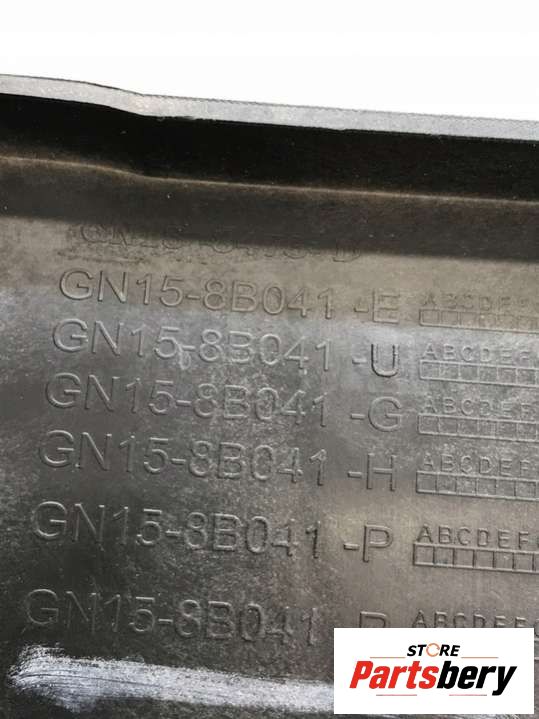 GN15-8B041-E ABCDEF
GN15-8B041-U ABCDEF
GN15-8B041-G ABCDEF
GN15-8B041-H ABCDEF
GN15-8B041-P ABCDEF
GN15-8B041- ABCDEF
STORE
Partsbery